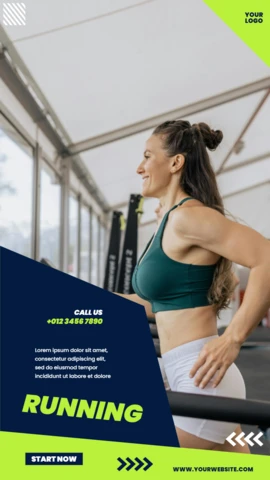 YOUR
LOGO
CALL US
+012 3456 7890
Lorem ipsum dolor sit amet,
consectetur adipiscing elit,
sed do eiusmod tempor
incididunt ut labore et dolore
RUNNING
START NOW
WWW.YOURWEBSITE.COM